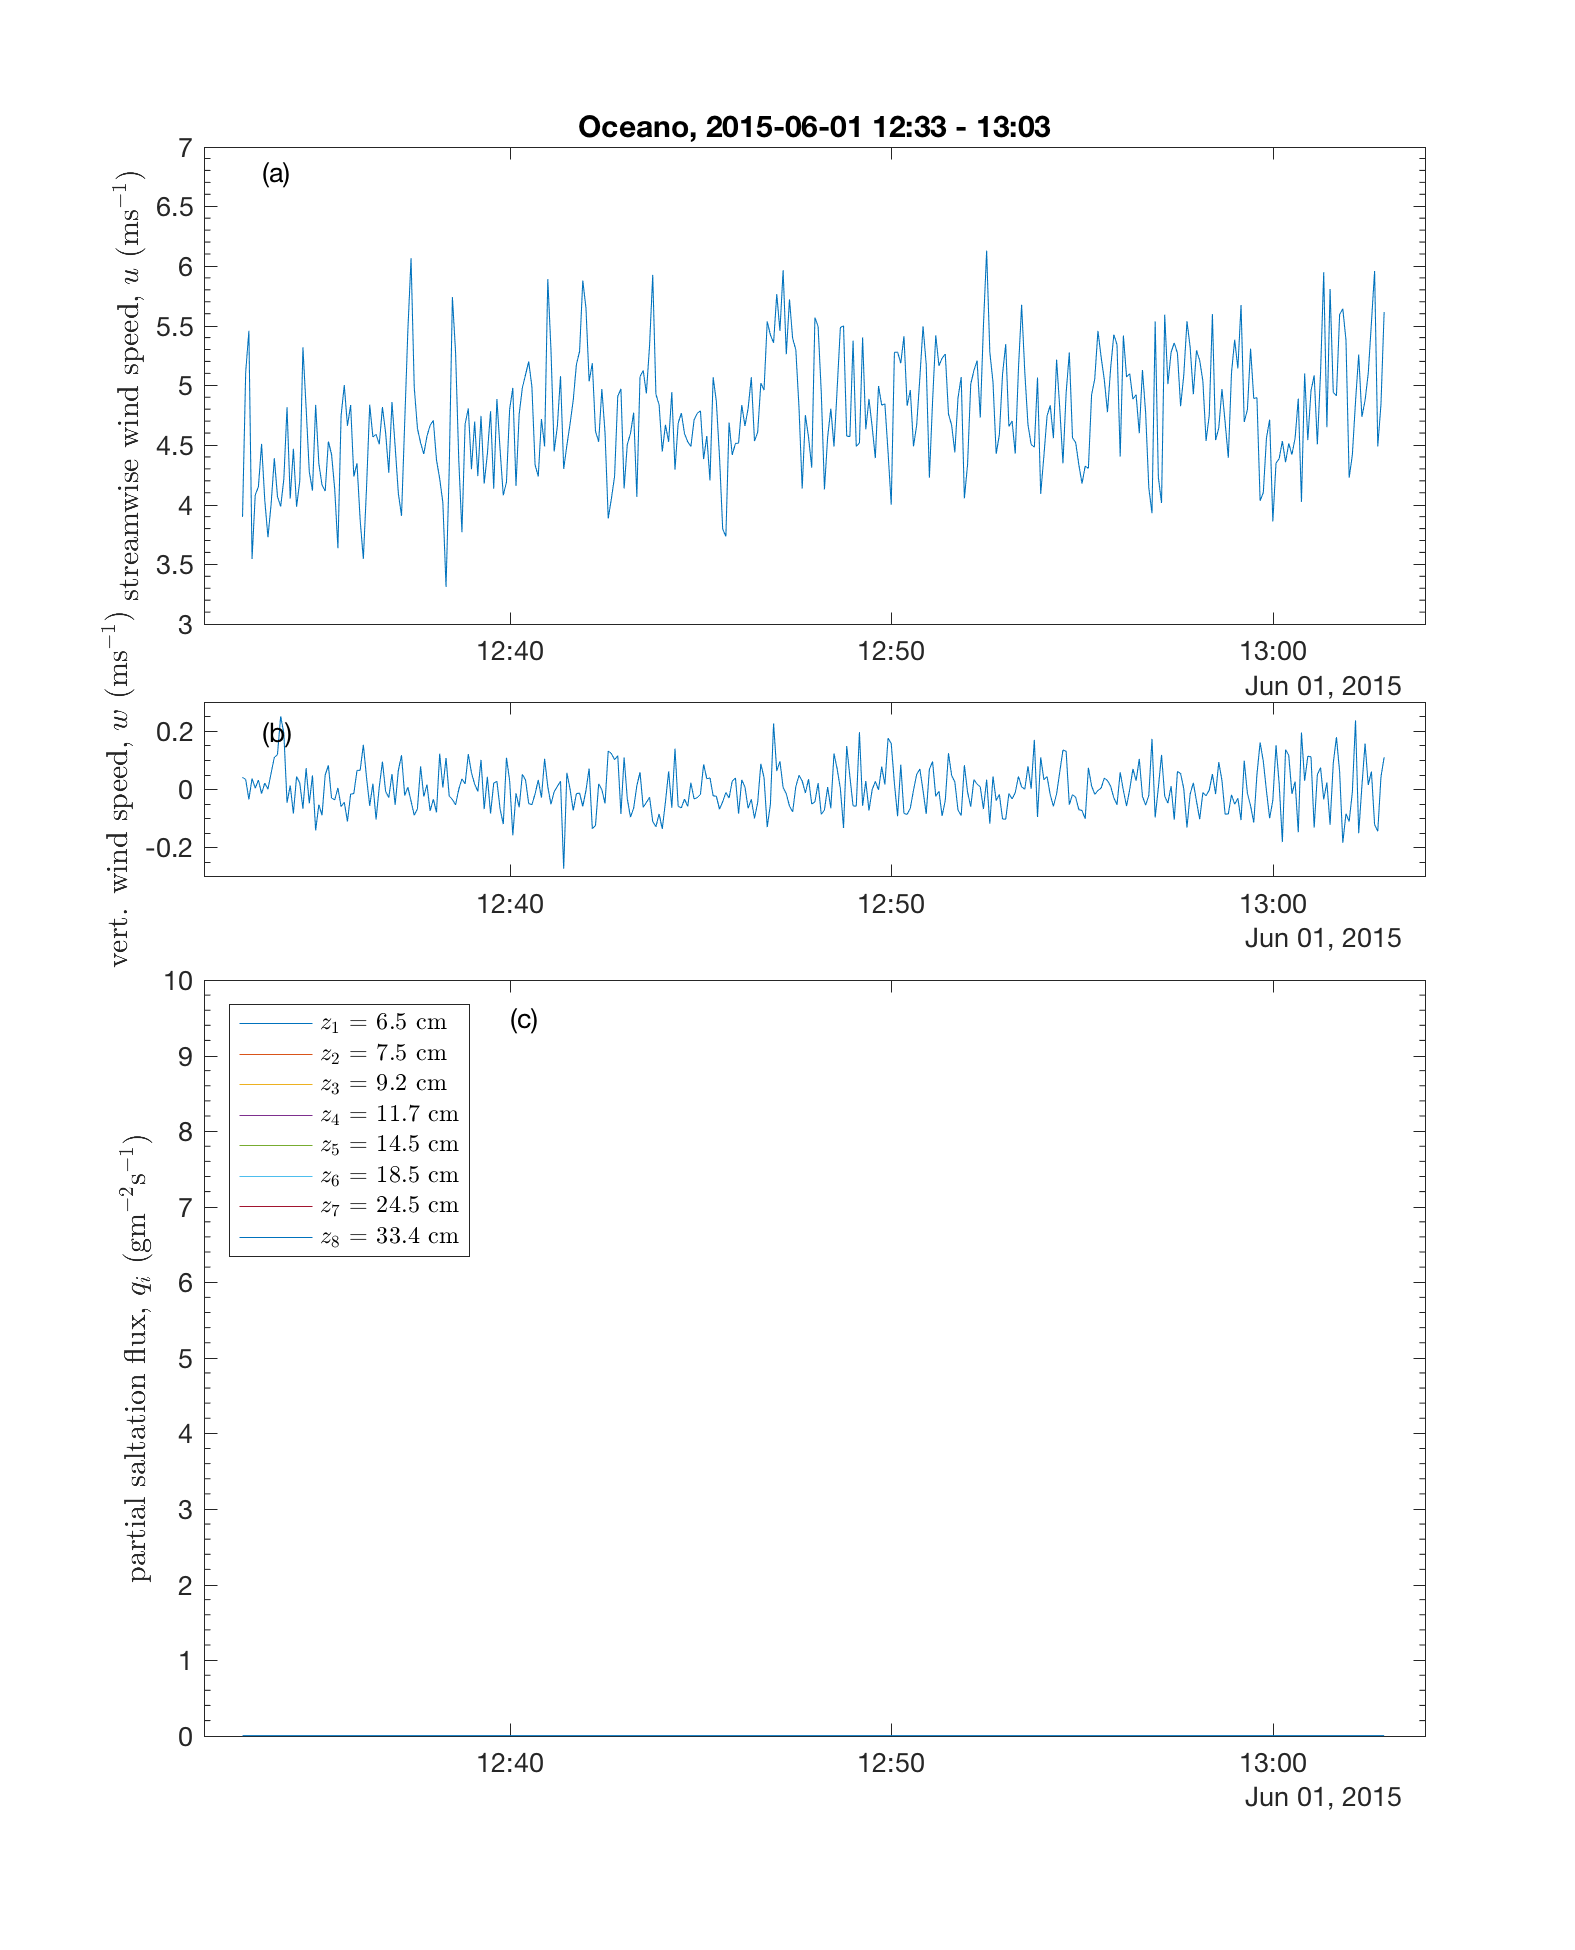 Oceano, 2015-06-01 12:33 - 13:03
(a)
streamwise wind speed, u (ms⁻¹)
7
6.5
6
5.5
5
4.5
4
3.5
3
12:40 12:50 13:00
Jun 01, 2015
(b)
vert. wind speed, w (ms⁻¹)
0.2
0
-0.2
12:40 12:50 13:00
Jun 01, 2015
(c)
partial saltation flux, qᵢ (gm⁻²s⁻¹)
10
9
8
7
6
5
4
3
2
1
0
z₁ = 6.5 cm
z₂ = 7.5 cm
z₃ = 9.2 cm
z₄ = 11.7 cm
z₅ = 14.5 cm
z₆ = 18.5 cm
z₇ = 24.5 cm
z₈ = 33.4 cm
12:40 12:50 13:00
Jun 01, 2015